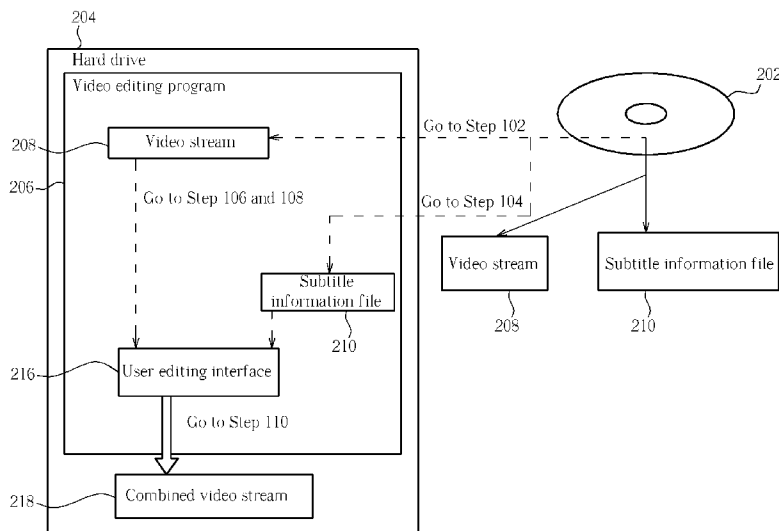 204
Hard drive
Video editing program
202
208
Video stream
Go to Step 102
206
Go to Step 106 and 108
Go to Step 104
Video stream
Subtitle information file
Subtitle
information file
208
210
210
216
User editing interface
Go to Step 110
218
Combined video stream